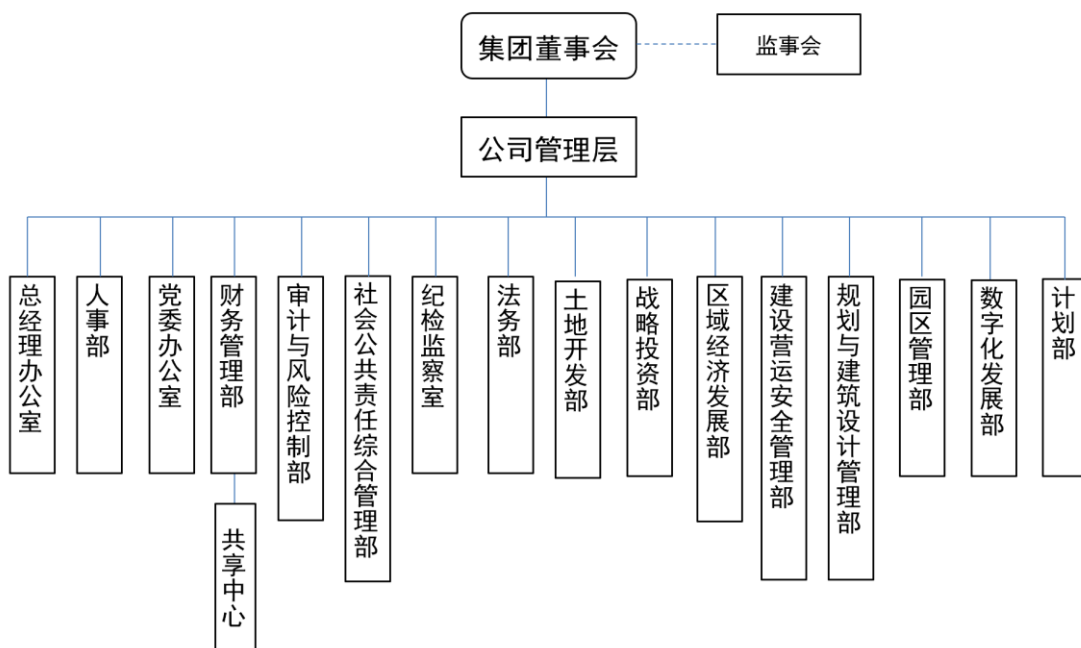 集团董事会
监事会
公司管理层
总经理办公室
人事部
党委办公室
财务管理部
审计与风险控制部
社会公共责任综合管理部
纪检监察室
法务部
土地开发部
战略投资部
区域经济发展部
建设营运安全管理部
规划与建筑设计管理部
园区管理部
数字化发展部
计划部
共享中心